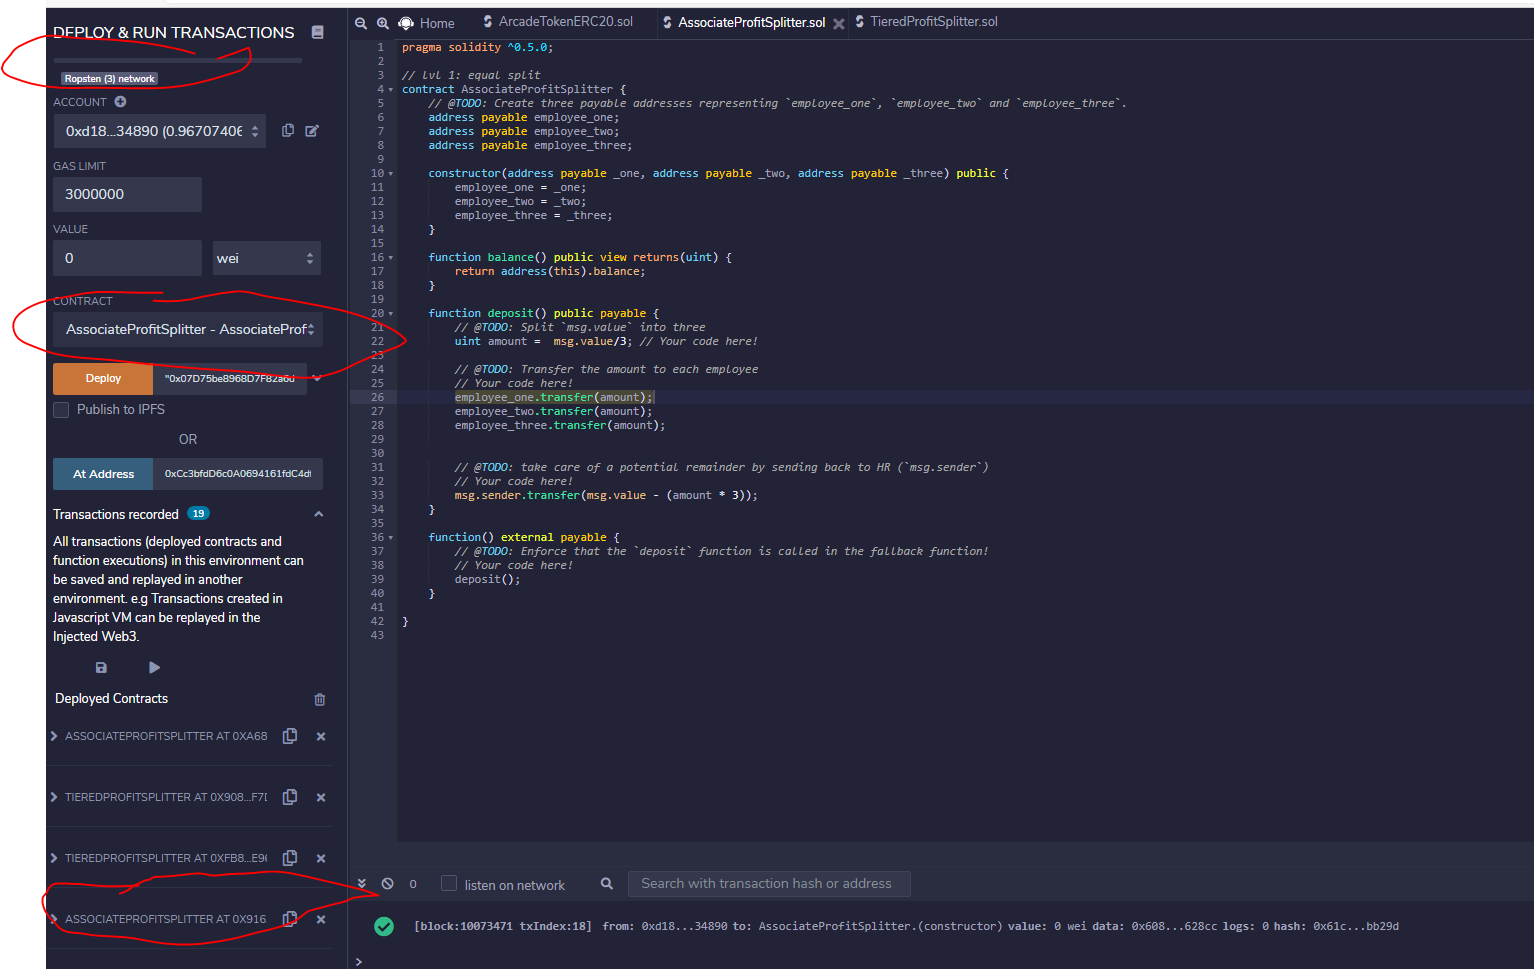 DEPLOY & RUN TRANSACTIONS
Ropsten (3) network
ACCOUNT
0xd18...34890 (0.96707406
GAS LIMIT
3000000
VALUE
0
wei
CONTRACT
AssociateProfitSplitter - AssociateProf
Deploy
"0x07D75be8968D7F82a6d
Publish to IPFS
OR
At Address
0xCc3bfdD6c0A0694161fdC4df
Transactions recorded 19
All transactions (deployed contracts and
function executions) in this environment can
be saved and replayed in another
environment. e.g Transactions created in
Javascript VM can be replayed in the
Injected Web3.
Deployed Contracts
ASSOCIATEPROFITSPLITTER AT 0XA68
TIEREDPROFITSPLITTER AT 0X908...F7D
TIEREDPROFITSPLITTER AT 0XFB8...E90
ASSOCIATEPROFITSPLITTER AT 0X916
Home
ArcadeTokenERC20.sol
AssociateProfitSplitter.sol
TieredProfitSplitter.sol
1 pragma solidity ^0.5.0;
2
3 // lvl 1: equal split
4 contract AssociateProfitSplitter {
5 // @TODO: Create three payable addresses representing `employee_one`, `employee_two` and `employee_three`.
6 address payable employee_one;
7 address payable employee_two;
8 address payable employee_three;
9
10 constructor(address payable _one, address payable _two, address payable _three) public {
11 employee_one = _one;
12 employee_two = _two;
13 employee_three = _three;
14 }
15
16 function balance() public view returns(uint) {
17 return address(this).balance;
18 }
19
20 function deposit() public payable {
21 // @TODO: Split `msg.value` into three
22 uint amount =  msg.value/3; // Your code here!
23
24 // @TODO: Transfer the amount to each employee
25 // Your code here!
26 employee_one.transfer(amount);
27 employee_two.transfer(amount);
28 employee_three.transfer(amount);
29
30
31 // @TODO: take care of a potential remainder by sending back to HR (`msg.sender`)
32 // Your code here!
33 msg.sender.transfer(msg.value - (amount * 3));
34 }
35
36 function() external payable {
37 // @TODO: Enforce that the `deposit` function is called in the fallback function!
38 // Your code here!
39 deposit();
40 }
41
42 }
43
0
listen on network
Search with transaction hash or address
[block:10073471 txIndex:18] from: 0xd18...34890 to: AssociateProfitSplitter.(constructor) value: 0 wei data: 0x608...628cc logs: 0 hash: 0x61c...bb29d
>